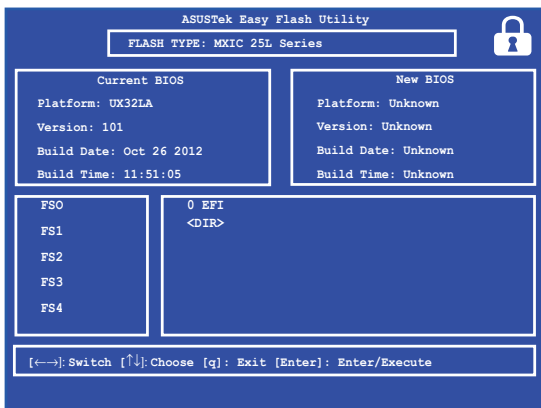 ASUSTek Easy Flash Utility
FLASH TYPE: MXIC 25L Series
Current BIOS
Platform: UX32LA
Version: 101
Build Date: Oct 26 2012
Build Time: 11:51:05
New BIOS
Platform: Unknown
Version: Unknown
Build Date: Unknown
Build Time: Unknown
FSO
FS1
FS2
FS3
FS4
0 EFI
<DIR>
[←→]: Switch [↑↓]: Choose [q]: Exit [Enter]: Enter/Execute